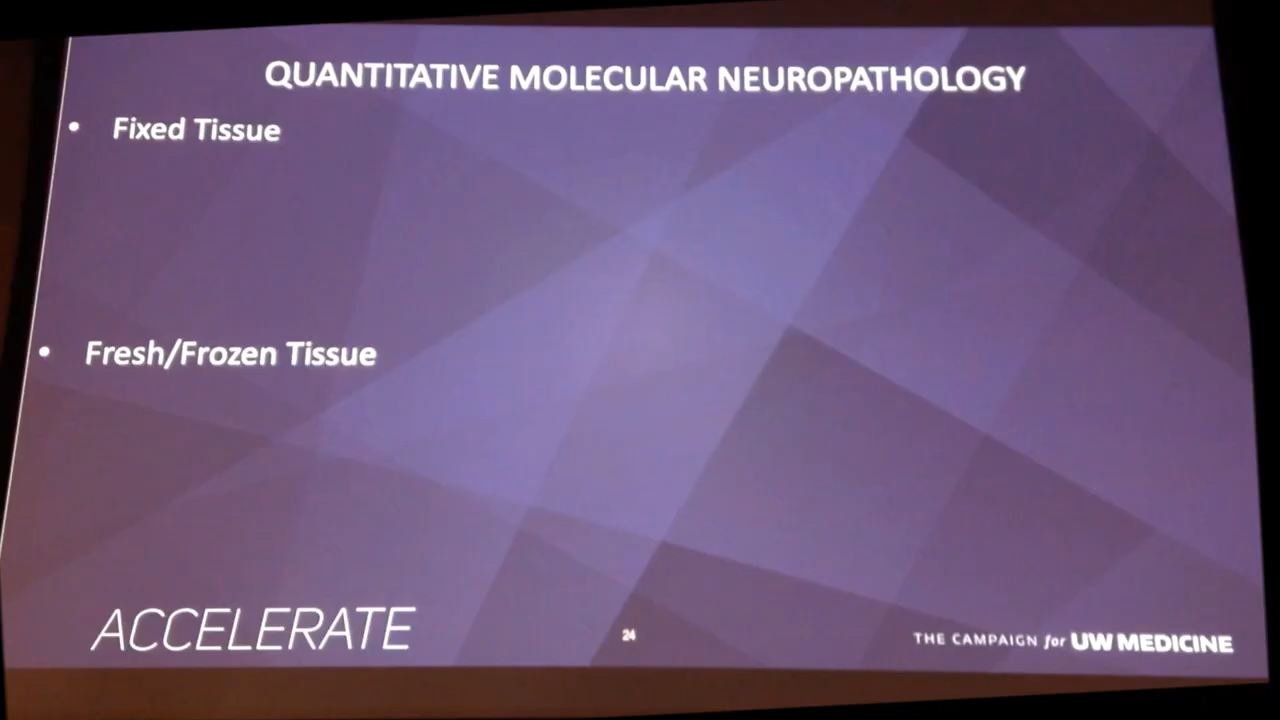 QUANTITATIVE MOLECULAR NEUROPATHOLOGY
• Fixed Tissue
• Fresh/Frozen Tissue
ACCELERATE
24
THE CAMPAIGN for UW MEDICINE